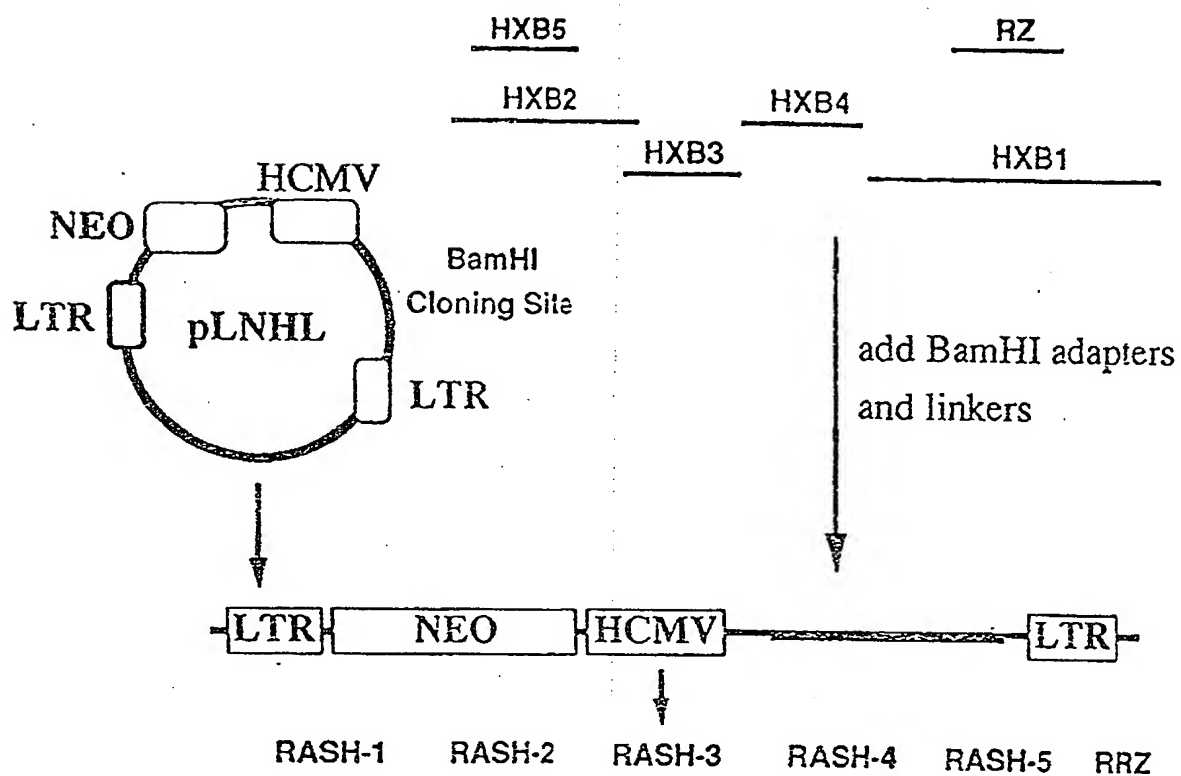 HXB5
RZ
HXB2
HXB4
HXB3
HXB1
HCMV
NEO
BamHI
Cloning Site
LTR
pLNHL
LTR
add BamHI adapters
and linkers
LTR NEO HCMV LTR
RASH-1 RASH-2 RASH-3 RASH-4 RASH-5 RRZ